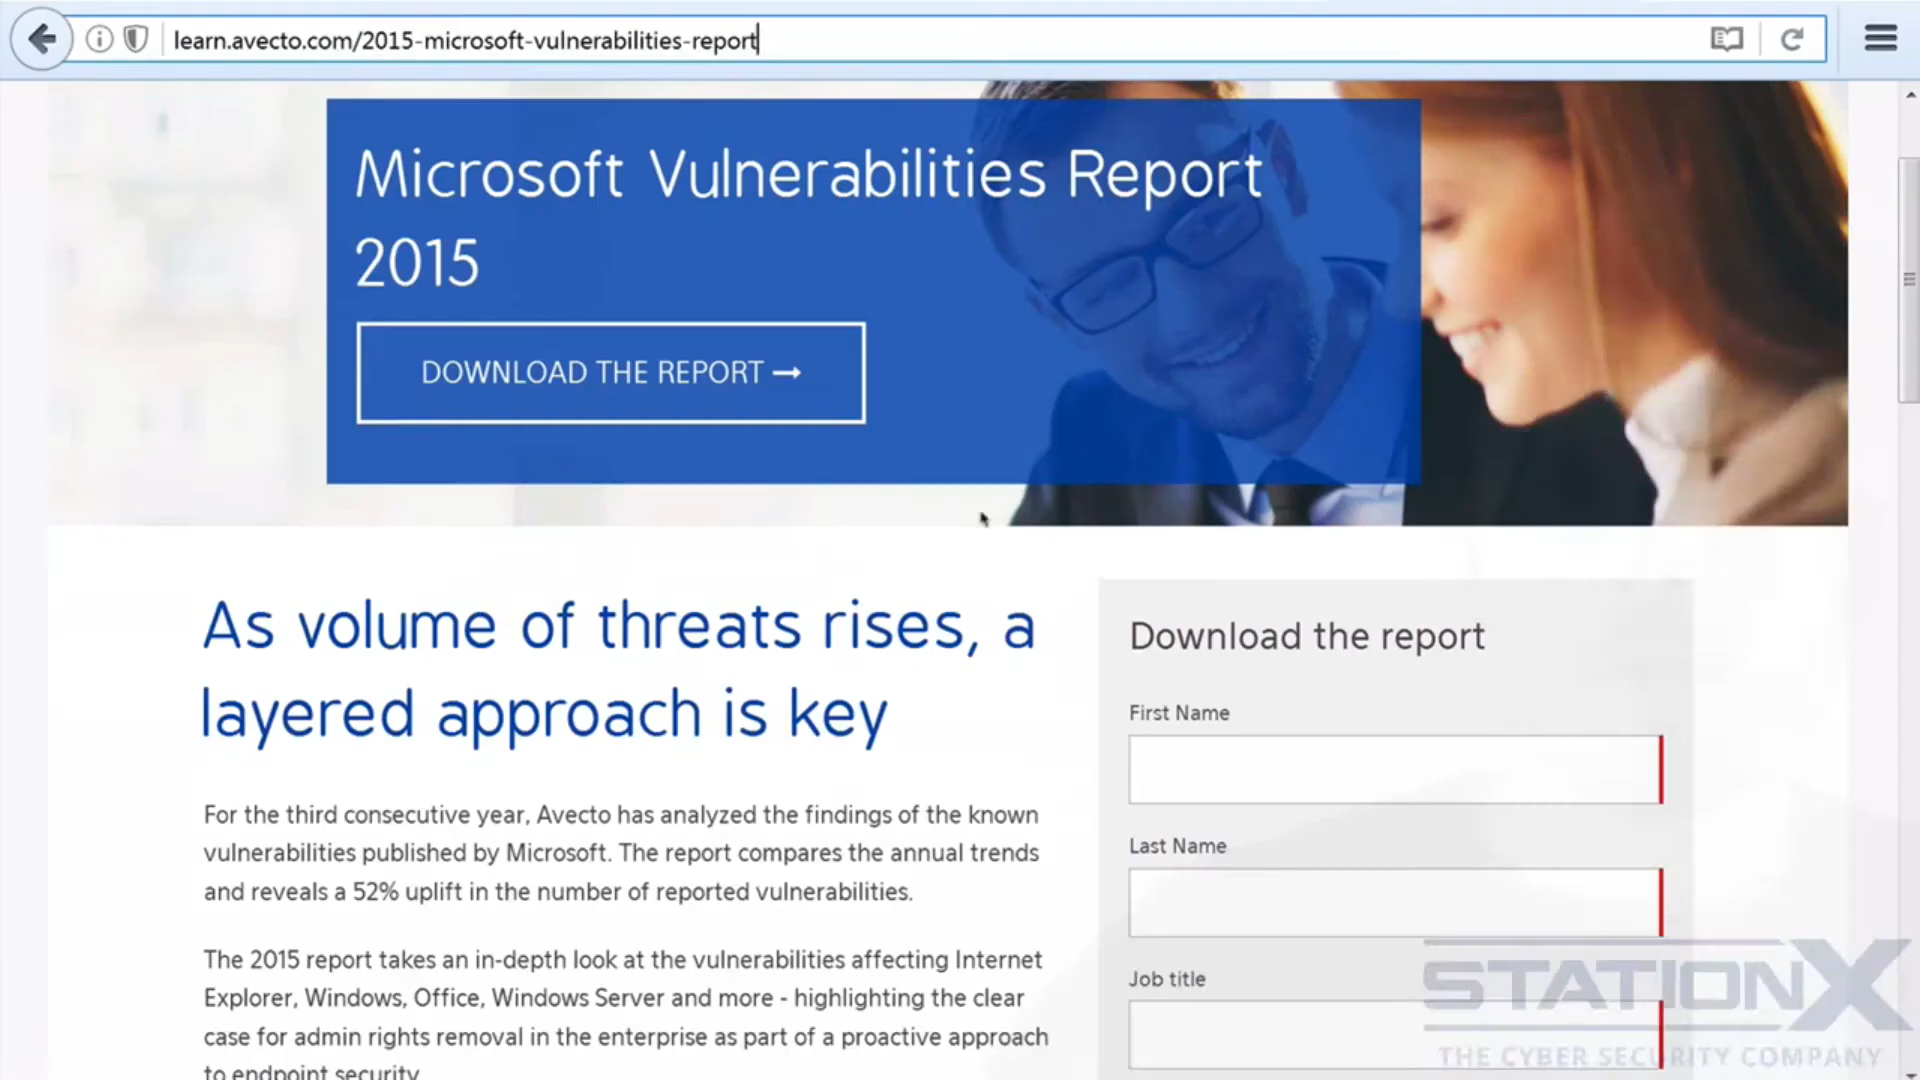 learn.avecto.com/2015-microsoft-vulnerabilities-report
Microsoft Vulnerabilities Report
2015
DOWNLOAD THE REPORT →
As volume of threats rises, a
layered approach is key
For the third consecutive year, Avecto has analyzed the findings of the known
vulnerabilities published by Microsoft. The report compares the annual trends
and reveals a 52% uplift in the number of reported vulnerabilities.
The 2015 report takes an in-depth look at the vulnerabilities affecting Internet
Explorer, Windows, Office, Windows Server and more - highlighting the clear
case for admin rights removal in the enterprise as part of a proactive approach
to endpoint security.
Download the report
First Name
Last Name
Job title
STATIONX
THE CYBER SECURITY COMPANY